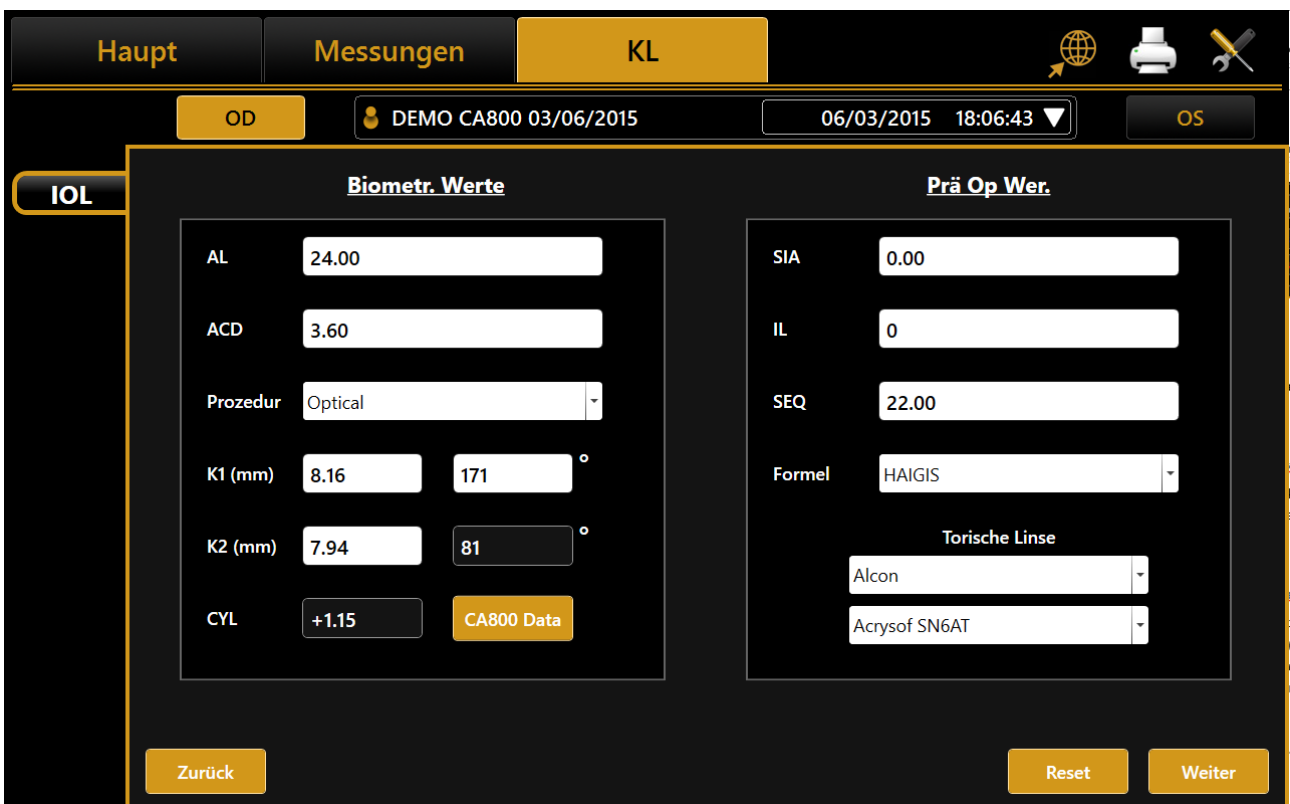 Haupt Messungen KL
OD DEMO CA800 03/06/2015 06/03/2015 18:06:43 OS
IOL
Biometr. Werte
AL 24.00
ACD 3.60
Prozedur Optical
K1 (mm) 8.16 171 °
K2 (mm) 7.94 81 °
CYL +1.15 CA800 Data
Prä Op Wer.
SIA 0.00
IL 0
SEQ 22.00
Formel HAIGIS
Torische Linse
Alcon
Acrysof SN6AT
Zurück Reset Weiter